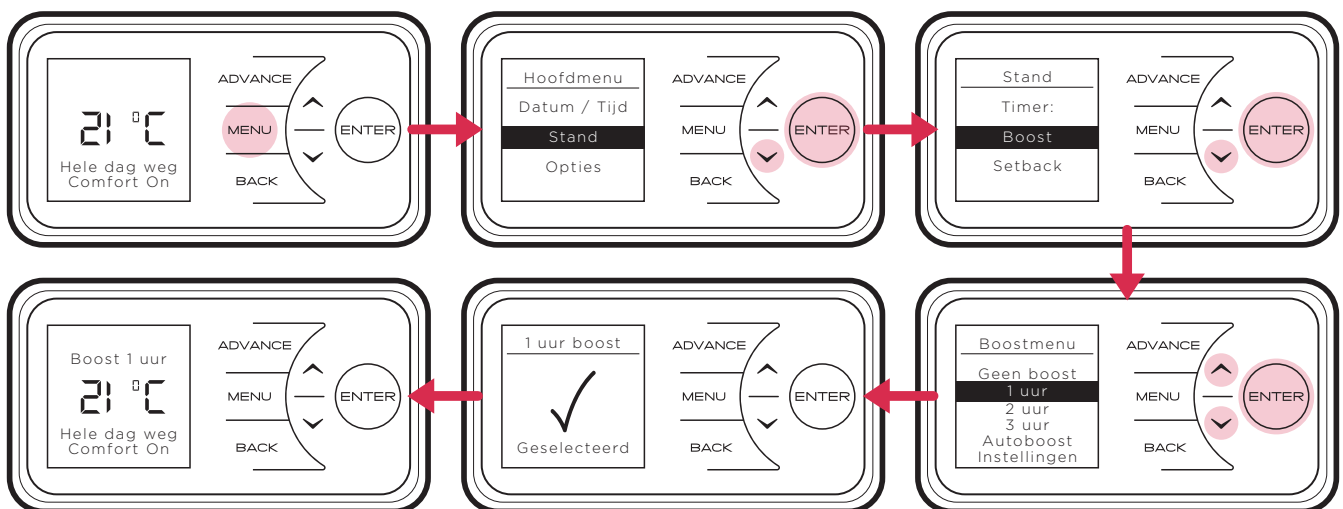 21 °C
Hele dag weg
Comfort On
ADVANCE
MENU
BACK
ENTER
Hoofdmenu
Datum / Tijd
Stand
Opties
ADVANCE
MENU
BACK
ENTER
Stand
Timer:
Boost
Setback
ADVANCE
MENU
BACK
ENTER
Boostmenu
Geen boost
1 uur
2 uur
3 uur
Autoboost
Instellingen
ADVANCE
MENU
BACK
ENTER
1 uur boost
Geselecteerd
ADVANCE
MENU
BACK
ENTER
Boost 1 uur
21 °C
Hele dag weg
Comfort On
ADVANCE
MENU
BACK
ENTER